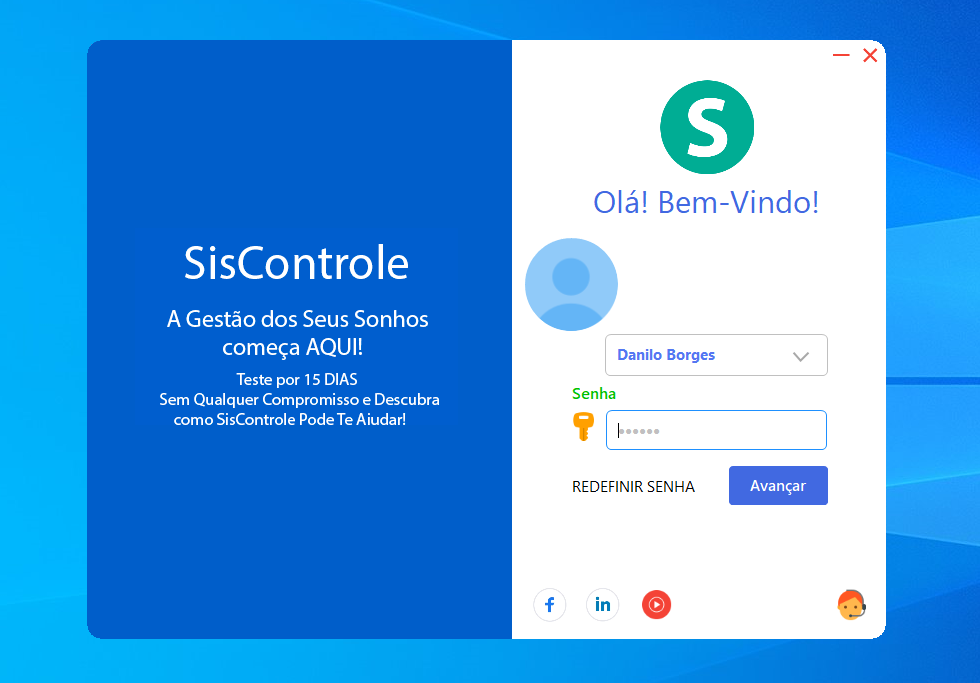 SisControle
A Gestão dos Seus Sonhos
começa AQUI!
Teste por 15 DIAS
Sem Qualquer Compromisso e Descubra
como SisControle Pode Te Ajudar!
S
Olá! Bem-Vindo!
Danilo Borges
Senha
REDEFINIR SENHA
Avançar
f
in